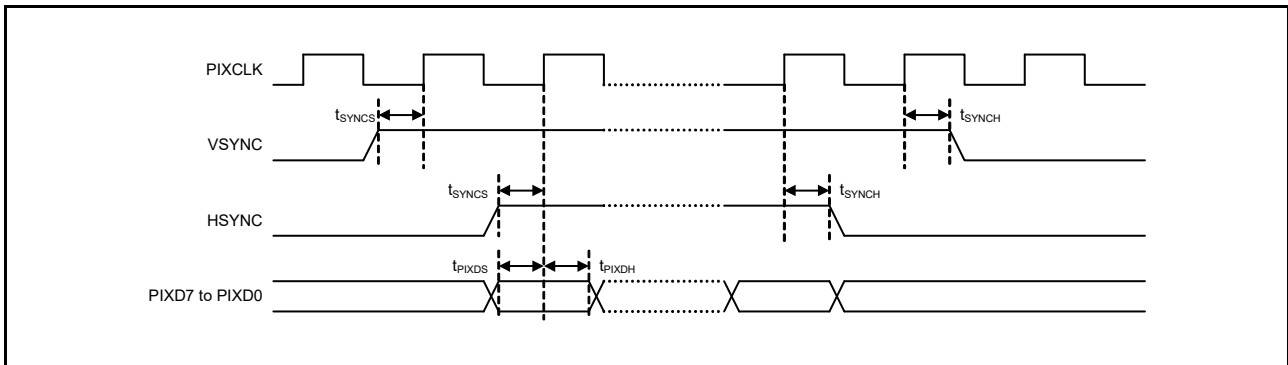 PIXCLK
tSYNCS
tSYNCH
VSYNC
tSYNCS
tSYNCH
HSYNC
tPIXDS
tPIXDH
PIXD7 to PIXD0